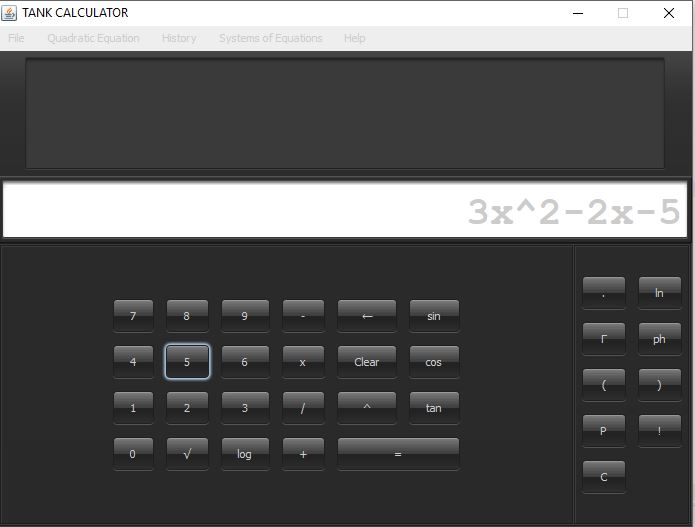 TANK CALCULATOR
File Quadratic Equation History Systems of Equations Help
3x^2-2x-5
7 8 9 - ← sin
4 5 6 x Clear cos
1 2 3 / ^ tan
0 √ log + =
. ln
Γ ph
( )
P !
C